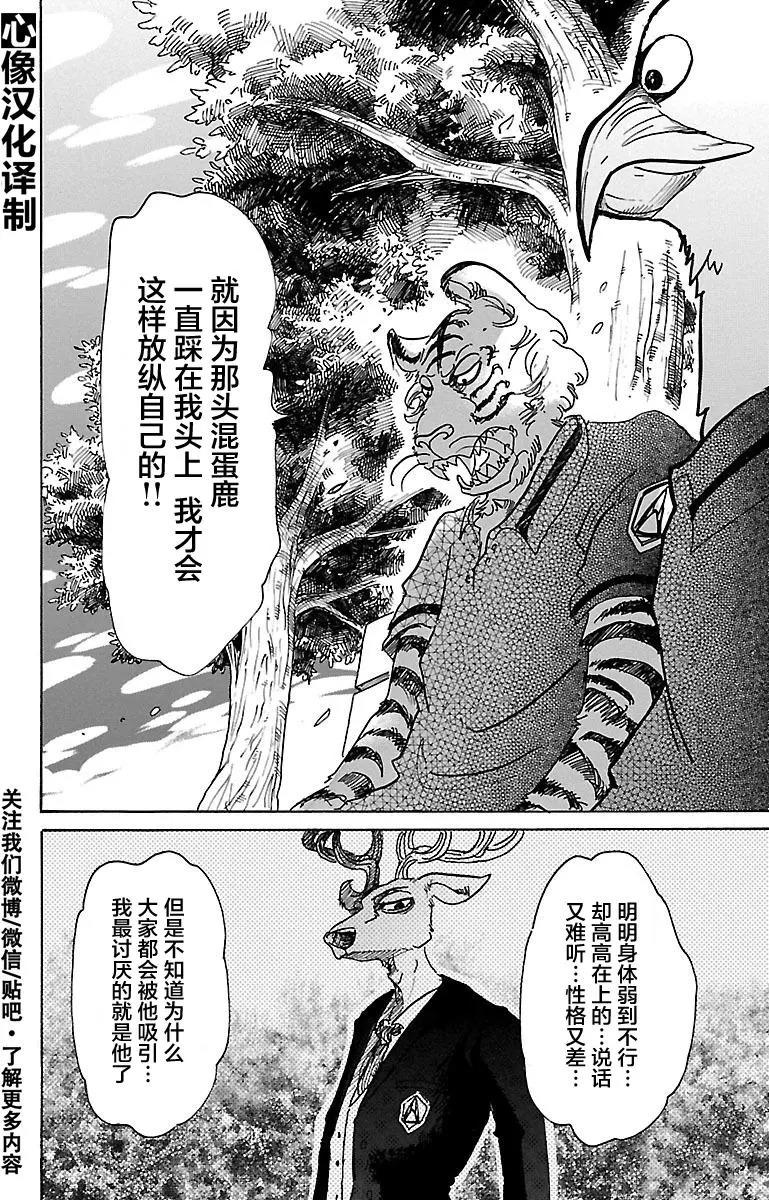 心像汉化译制
就因为那头混蛋鹿
一直踩在我头上 我才会
这样放纵自己的!!
明明身体弱到不行…
却高高在上的…说话
又难听…性格又差…
但是不知道为什么
大家都会被他吸引…
我最讨厌的就是他了
关注我们微博/微信/贴吧·了解更多内容